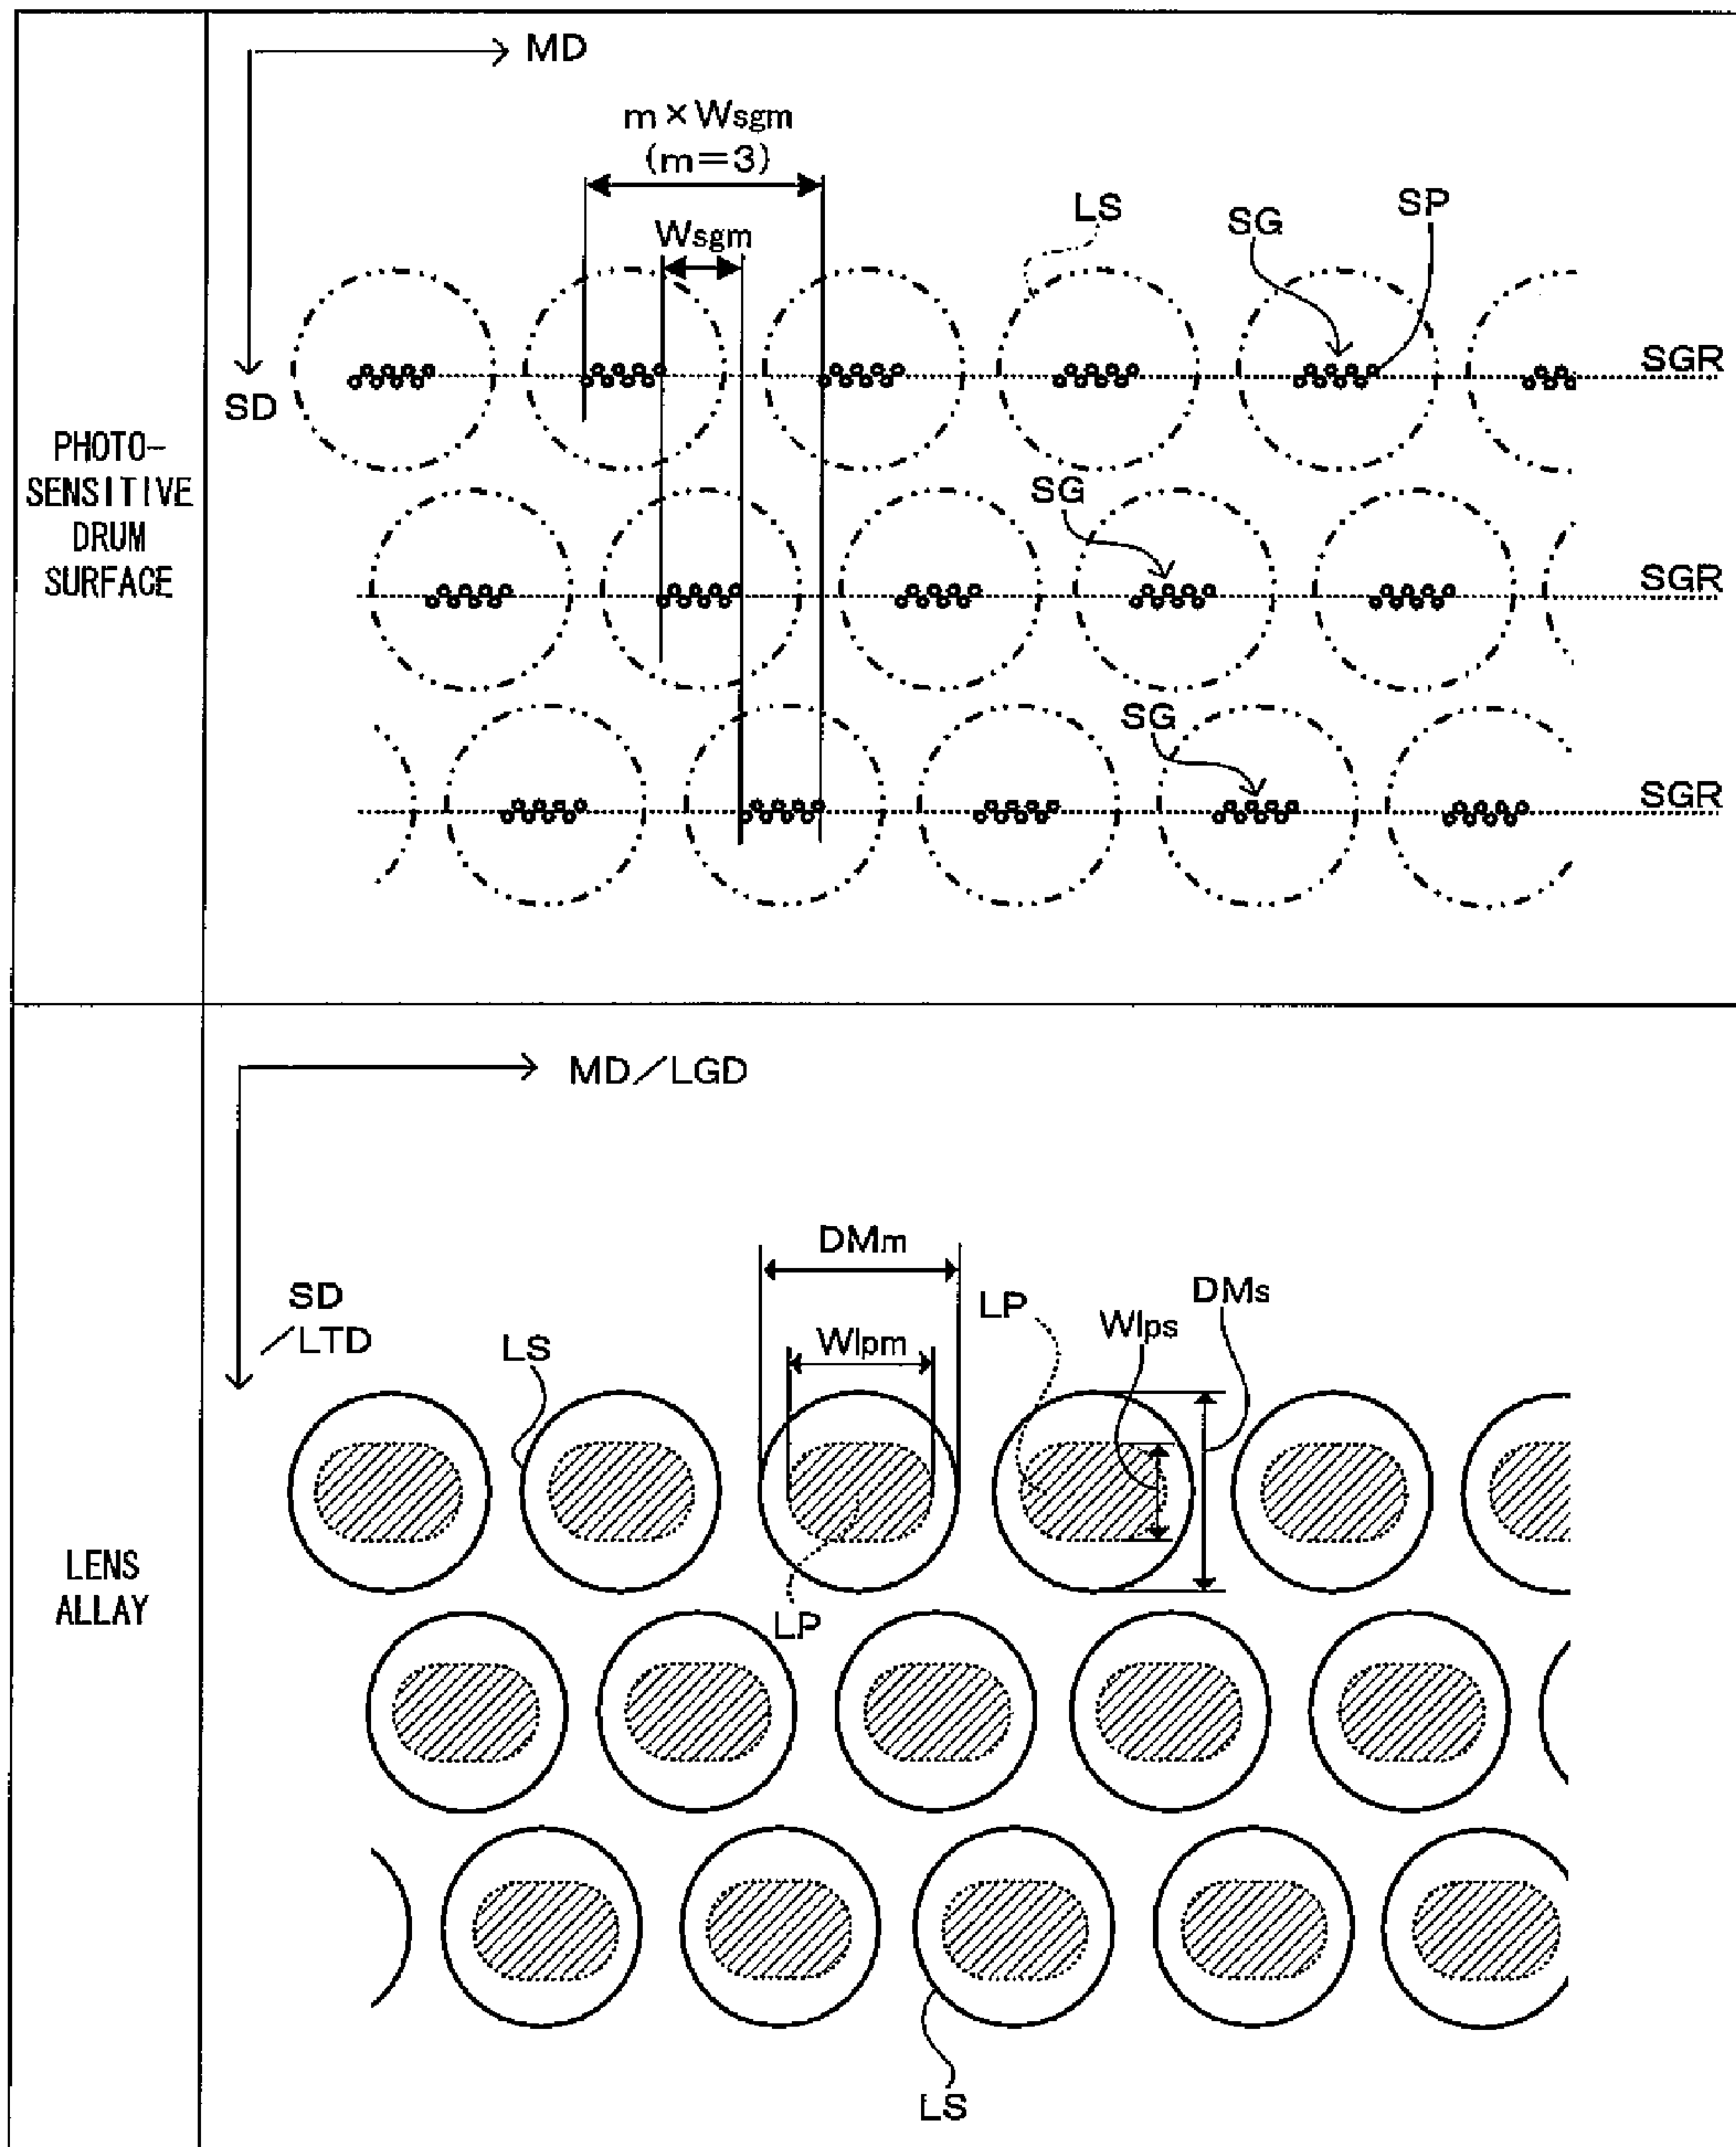 MD
m×Wsgm
(m=3)
Wsgm
LS
SG
SP
SD
SGR
PHOTO-
SENSITIVE
DRUM
SURFACE
SG
SGR
SG
SGR
MD/LGD
DMm
SD
/LTD
LS
Wlpm
LP
Wlps
DMs
LENS
ALLAY
LP
LS